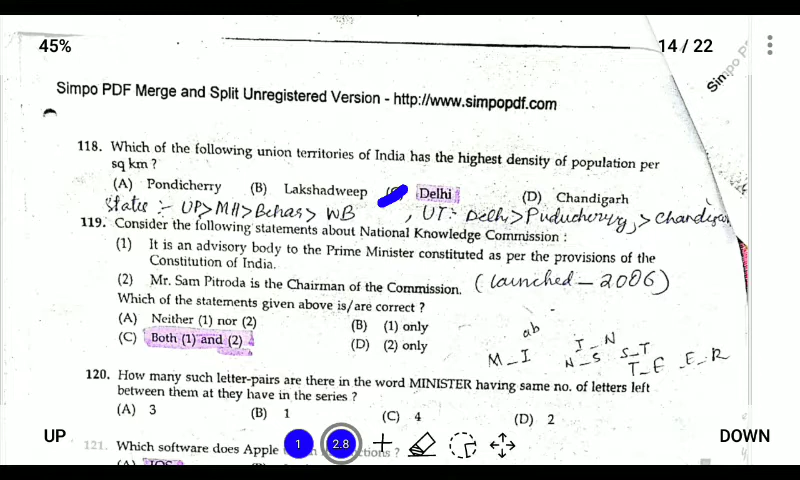 45%
14 / 22
Simpo PDF Merge and Split Unregistered Version - http://www.simpopdf.com
Simpo P
118. Which of the following union territories of India has the highest density of population per
sq km ?
(A) Pondicherry (B) Lakshadweep Delhi (D) Chandigarh
States :- UP>MH>Behar> WB , UT:- Delhi>Puducherry,>Chandigar
119. Consider the following statements about National Knowledge Commission :
(1) It is an advisory body to the Prime Minister constituted as per the provisions of the
Constitution of India.
(2) Mr. Sam Pitroda is the Chairman of the Commission. (launched - 2006)
Which of the statements given above is/are correct ?
(A) Neither (1) nor (2) (B) (1) only
(C) Both (1) and (2) (D) (2) only
ab
M_I I_N N_S S_T T_E E_R
120. How many such letter-pairs are there in the word MINISTER having same no. of letters left
between them at they have in the series ?
(A) 3 (B) 1 (C) 4 (D) 2
UP 1 2.8 DOWN
121. Which software does Apple